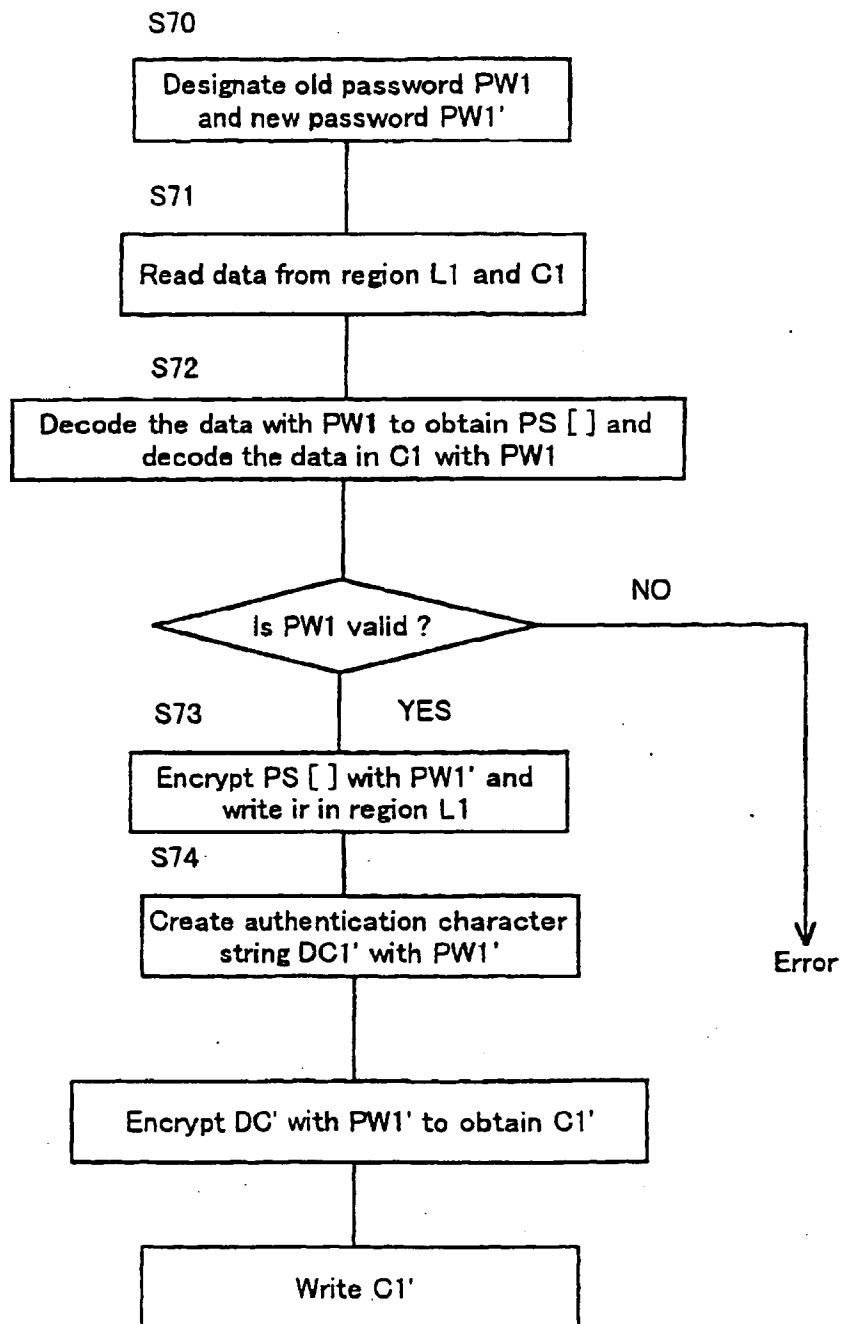 S70
Designate old password PW1
and new password PW1'
S71
Read data from region L1 and C1
S72
Decode the data with PW1 to obtain PS [ ] and
decode the data in C1 with PW1
Is PW1 valid ?
NO
S73
YES
Encrypt PS [ ] with PW1' and
write ir in region L1
S74
Create authentication character
string DC1' with PW1'
Error
Encrypt DC' with PW1' to obtain C1'
Write C1'